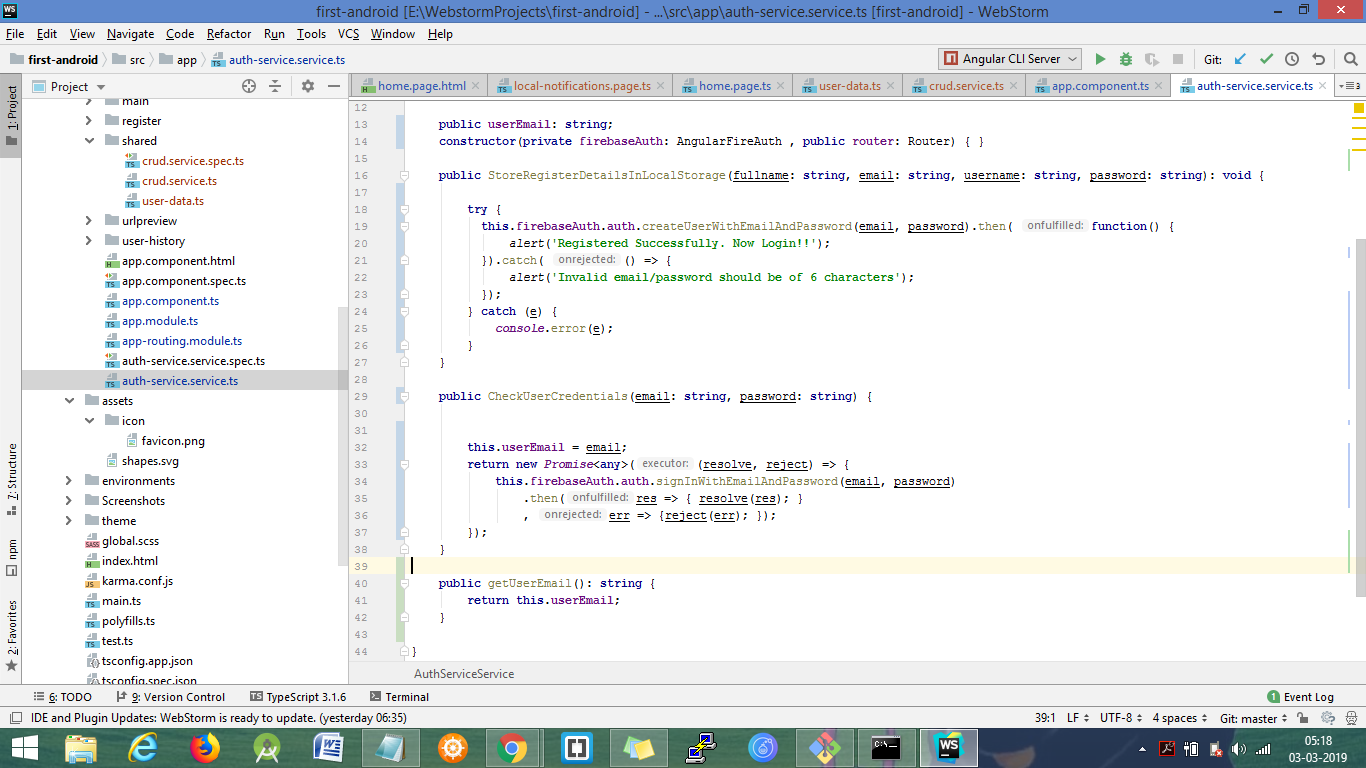 first-android [E:\WebstormProjects\first-android] - ...\src\app\auth-service.service.ts [first-android] - WebStorm
File Edit View Navigate Code Refactor Run Tools VCS Window Help
first-android src app auth-service.service.ts
Angular CLI Server Git:
Project
home.page.html local-notifications.page.ts home.page.ts user-data.ts crud.service.ts app.component.ts auth-service.service.ts
1: Project
7: Structure
npm
2: Favorites
main
register
shared
crud.service.spec.ts
crud.service.ts
user-data.ts
urlpreview
user-history
app.component.html
app.component.spec.ts
app.component.ts
app.module.ts
app-routing.module.ts
auth-service.service.spec.ts
auth-service.service.ts
assets
icon
favicon.png
shapes.svg
environments
Screenshots
theme
global.scss
index.html
karma.conf.js
main.ts
polyfills.ts
test.ts
tsconfig.app.json
tsconfig.spec.json
12
13 public userEmail: string;
14 constructor(private firebaseAuth: AngularFireAuth , public router: Router) { }
15
16 public StoreRegisterDetailsInLocalStorage(fullname: string, email: string, username: string, password: string): void {
17
18 try {
19 this.firebaseAuth.auth.createUserWithEmailAndPassword(email, password).then( onfulfilled: function() {
20 alert('Registered Successfully. Now Login!!');
21 }).catch( onrejected: () => {
22 alert('Invalid email/password should be of 6 characters');
23 });
24 } catch (e) {
25 console.error(e);
26 }
27 }
28
29 public CheckUserCredentials(email: string, password: string) {
30
31
32 this.userEmail = email;
33 return new Promise<any>( executor: (resolve, reject) => {
34 this.firebaseAuth.auth.signInWithEmailAndPassword(email, password)
35 .then( onfulfilled: res => { resolve(res); }
36 , onrejected: err => {reject(err); });
37 });
38 }
39
40 public getUserEmail(): string {
41 return this.userEmail;
42 }
43
44 }
AuthServiceService
6: TODO 9: Version Control TypeScript 3.1.6 Terminal 1 Event Log
IDE and Plugin Updates: WebStorm is ready to update. (yesterday 06:35) 39:1 LF UTF-8 4 spaces Git: master
05:18
03-03-2019